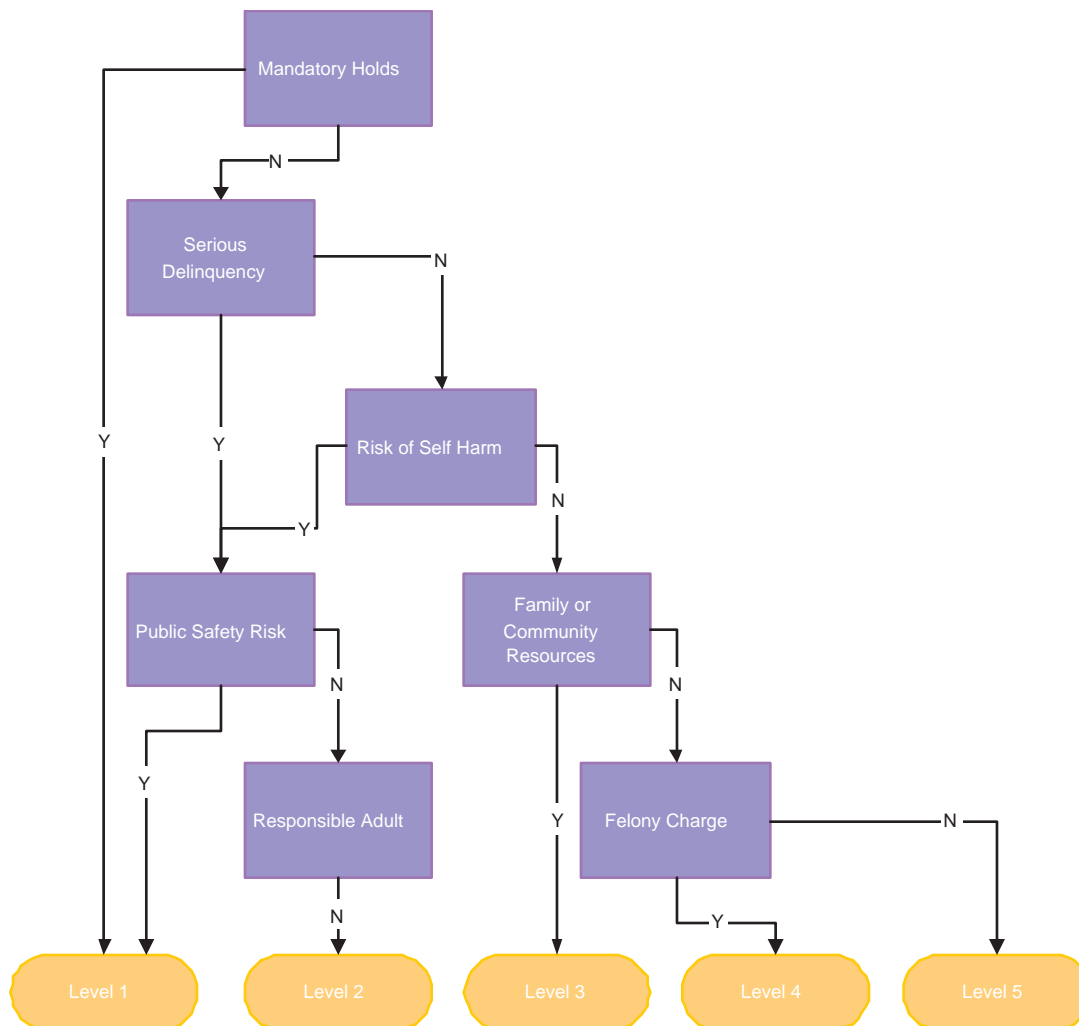 Mandatory Holds
N
Serious
Delinquency
N
Y
Y
Risk of Self Harm
Y
N
Public Safety Risk
Family or
Community
Resources
N
N
Y
Responsible Adult
Y
Felony Charge
N
N
Y
Level 1
Level 2
Level 3
Level 4
Level 5